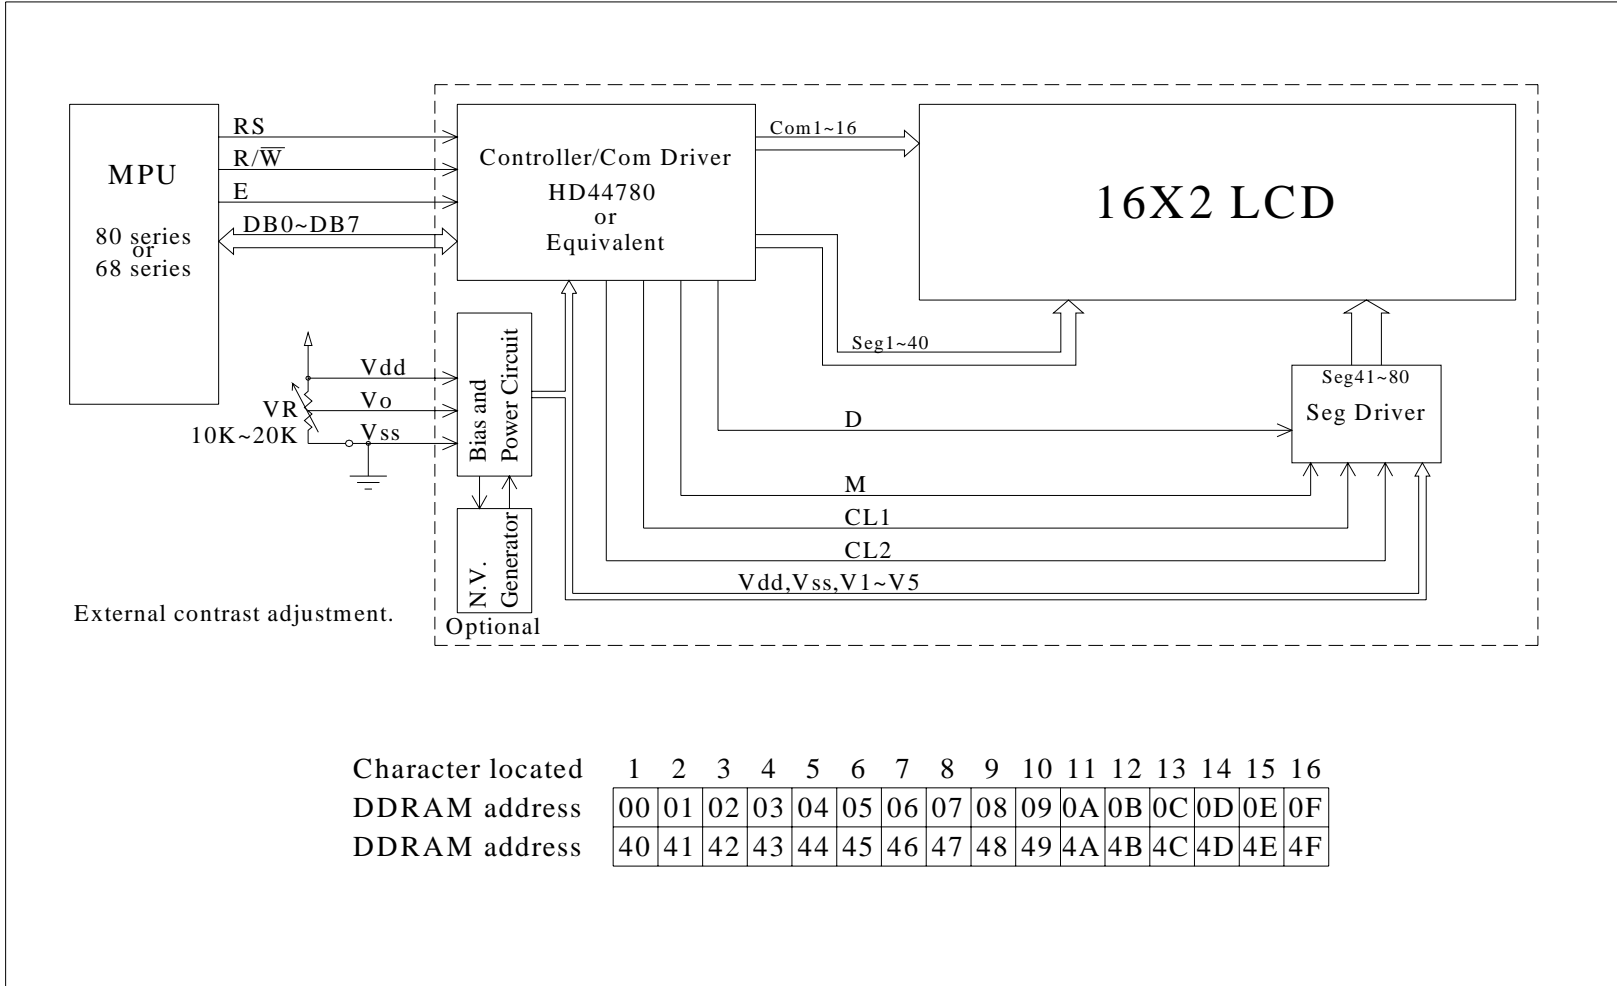 MPU
80 series
or
68 series
RS
R/W̅
E
DB0~DB7
Controller/Com Driver
HD44780
or
Equivalent
Com1~16
16X2 LCD
Seg1~40
Seg41~80
Seg Driver
Vdd
Vo
Vss
VR
10K~20K
Bias and
Power Circuit
N.V.
Generator
Optional
D
M
CL1
CL2
Vdd,Vss,V1~V5
External contrast adjustment.
Character located 1 2 3 4 5 6 7 8 9 10 11 12 13 14 15 16
DDRAM address 00 01 02 03 04 05 06 07 08 09 0A 0B 0C 0D 0E 0F
DDRAM address 40 41 42 43 44 45 46 47 48 49 4A 4B 4C 4D 4E 4F